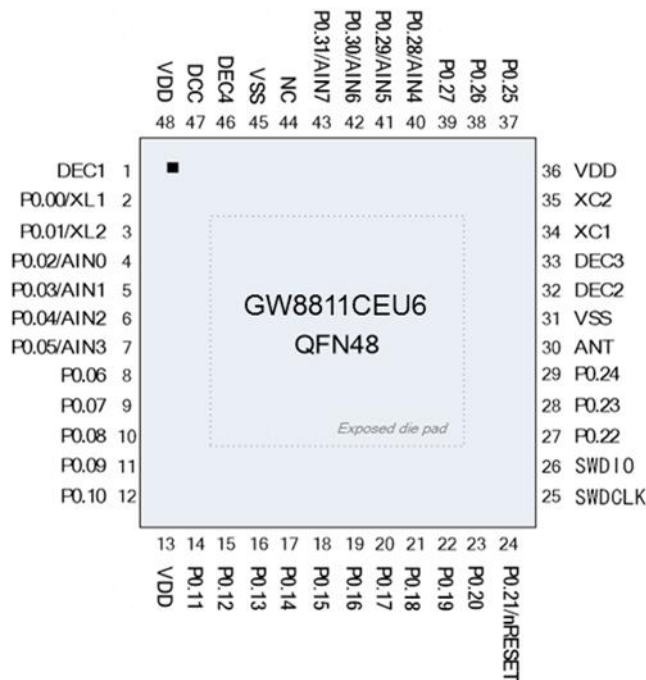 P0.25
P0.26
P0.27
P0.28/AIN4
P0.29/AIN5
P0.30/AIN6
P0.31/AIN7
NC
VSS
DEC4
DCC
VDD
48 47 46 45 44 43 42 41 40 39 38 37
DEC1 1
P0.00/XL1 2
P0.01/XL2 3
P0.02/AIN0 4
P0.03/AIN1 5
P0.04/AIN2 6
P0.05/AIN3 7
P0.06 8
P0.07 9
P0.08 10
P0.09 11
P0.10 12
GW8811CEU6
QFN48
Exposed die pad
36 VDD
35 XC2
34 XC1
33 DEC3
32 DEC2
31 VSS
30 ANT
29 P0.24
28 P0.23
27 P0.22
26 SWDIO
25 SWDCLK
13 14 15 16 17 18 19 20 21 22 23 24
P0.21/nRESET
P0.20
P0.19
P0.18
P0.17
P0.16
P0.15
P0.14
P0.13
P0.12
P0.11
VDD